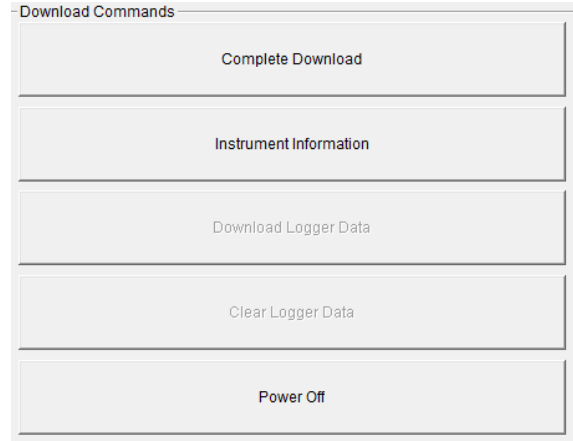 Download Commands
Complete Download
Instrument Information
Download Logger Data
Clear Logger Data
Power Off